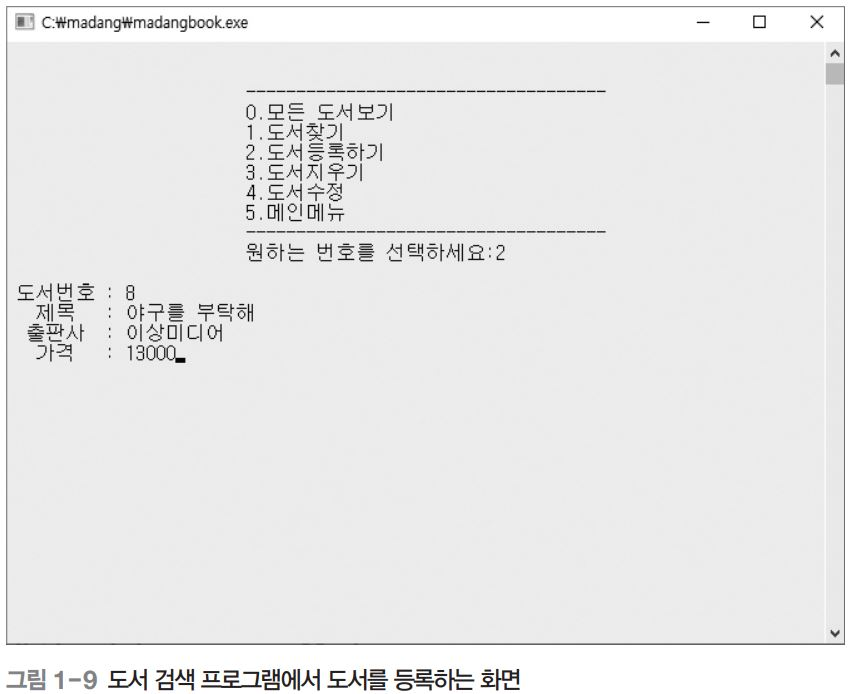 C:₩madang₩madangbook.exe
------------------------------------
0.모든 도서보기
1.도서찾기
2.도서등록하기
3.도서지우기
4.도서수정
5.메인메뉴
------------------------------------
원하는 번호를 선택하세요:2
도서번호 : 8
제목 : 야구를 부탁해
출판사 : 이상미디어
가격 : 13000
그림 1-9 도서 검색 프로그램에서 도서를 등록하는 화면